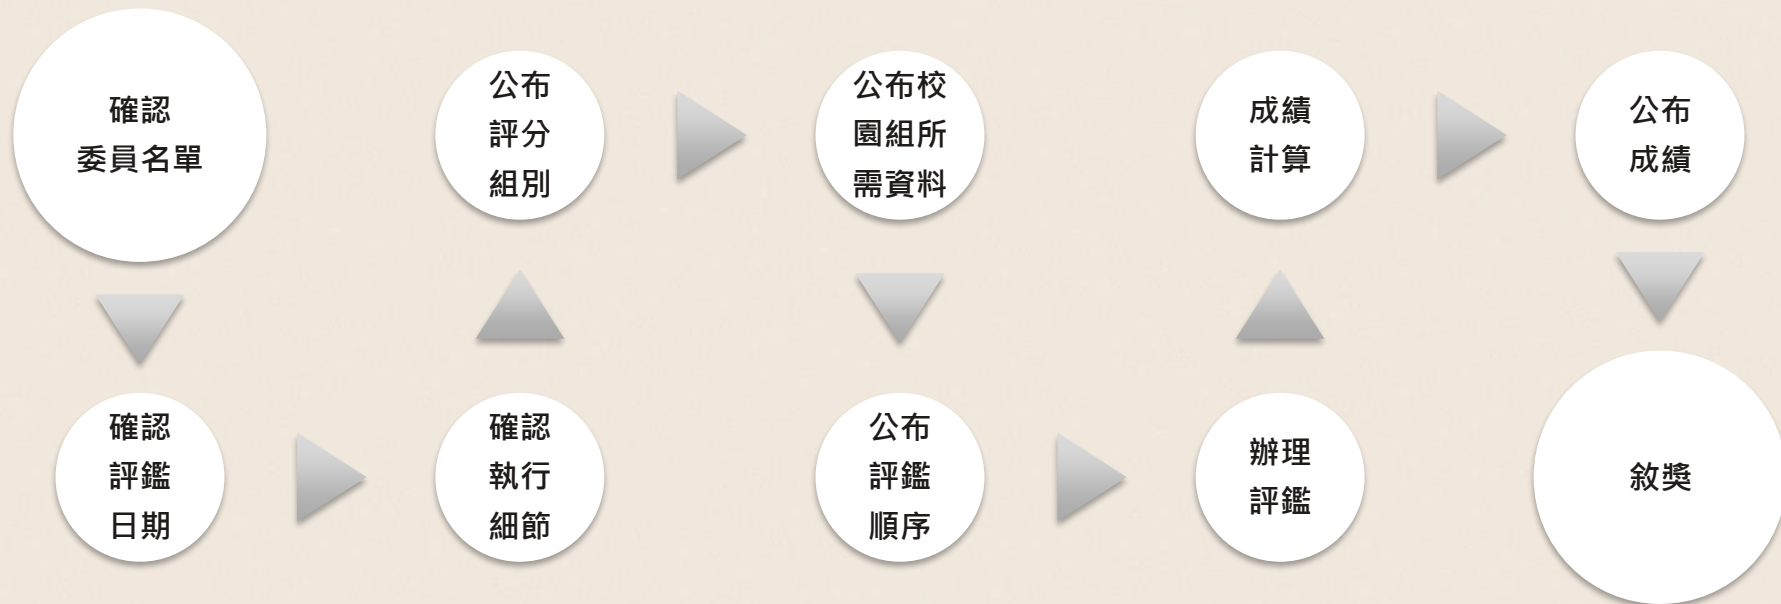 確認
委員名單
確認
評鑑
日期
確認
執行
細節
公布
評分
組別
公布校
園組所
需資料
公布
評鑑
順序
辦理
評鑑
成績
計算
公布
成績
敘獎